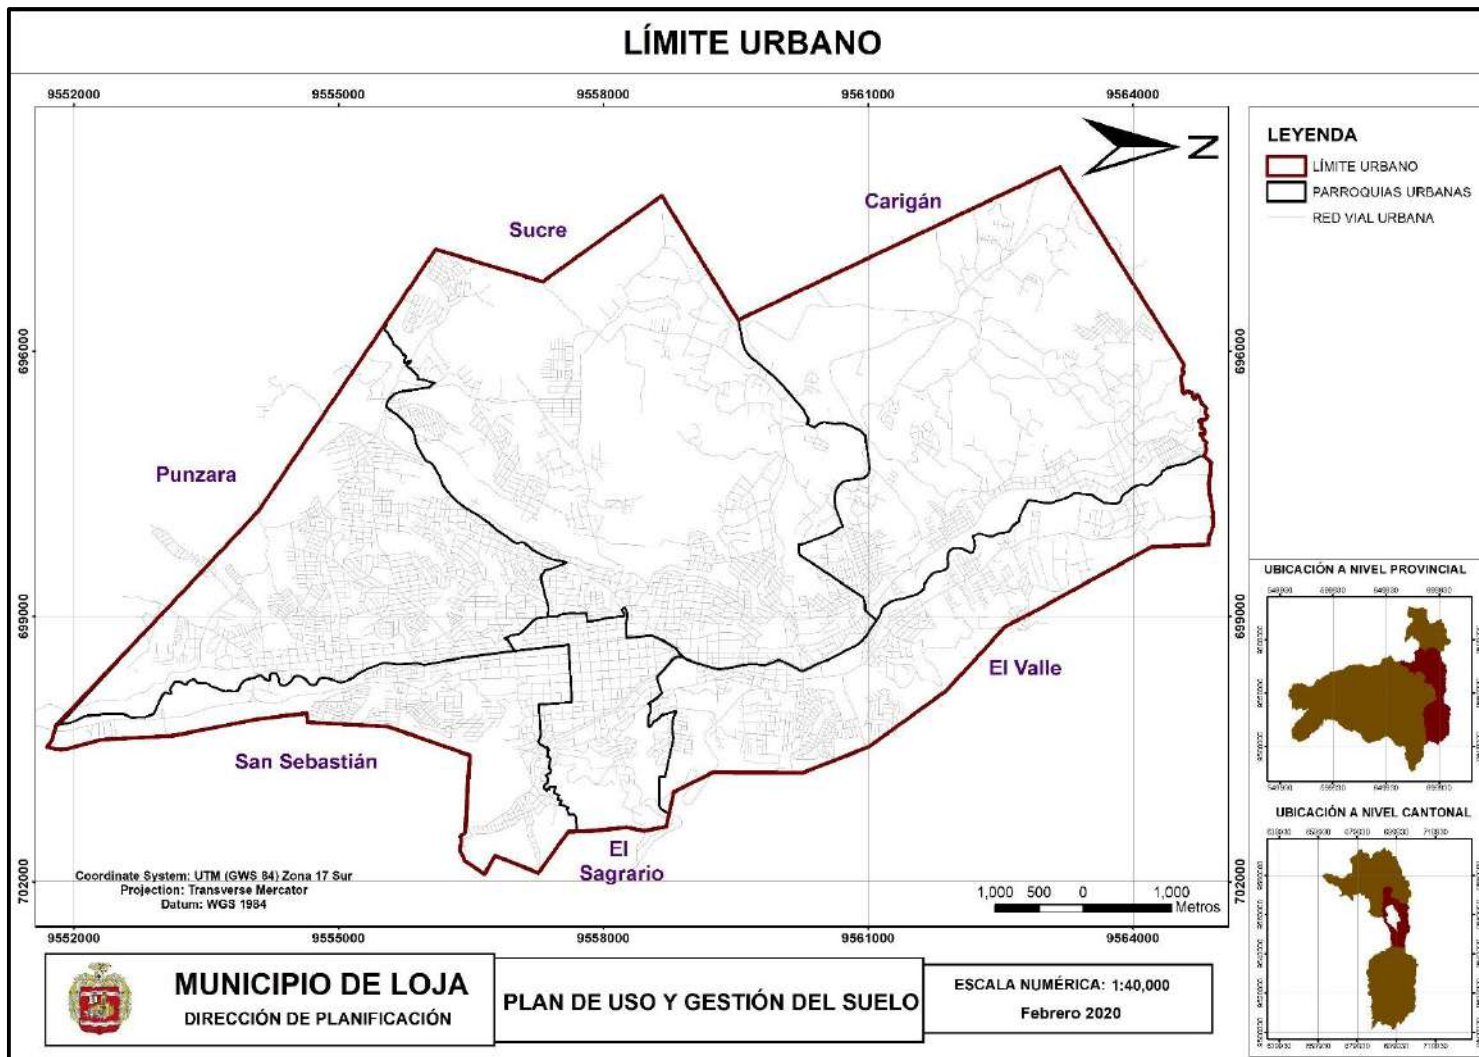 LÍMITE URBANO
9552000 9555000 9558000 9561000 9564000
N
Carigán
Sucre
Punzara
El Valle
San Sebastián
El
Sagrario
696000
699000
702000
696000
699000
702000
Coordinate System: UTM (GWS 84) Zona 17 Sur
Projection: Transverse Mercator
Datum: WGS 1984
1,000 500 0 1,000
Metros
9552000 9555000 9558000 9561000 9564000
LEYENDA
LÍMITE URBANO
PARROQUIAS URBANAS
RED VIAL URBANA
UBICACIÓN A NIVEL PROVINCIAL
UBICACIÓN A NIVEL CANTONAL
MUNICIPIO DE LOJA
DIRECCIÓN DE PLANIFICACIÓN
PLAN DE USO Y GESTIÓN DEL SUELO
ESCALA NUMÉRICA: 1:40,000
Febrero 2020